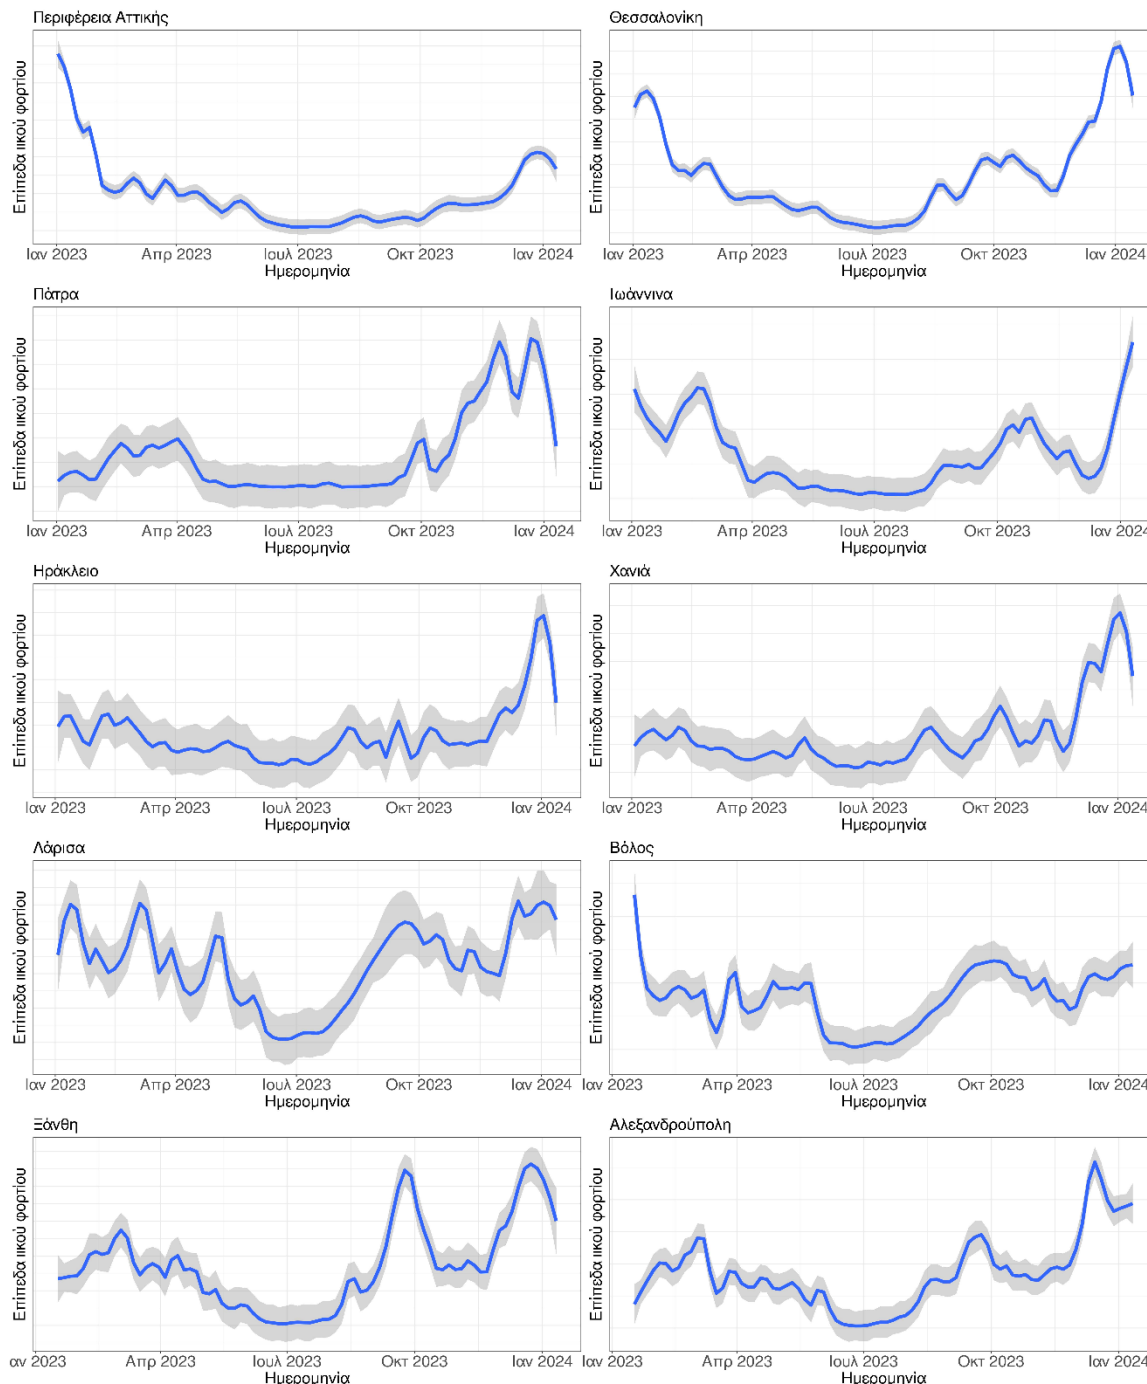 Περιφέρεια Αττικής
Επίπεδα ιικού φορτίου
Ιαν 2023 Απρ 2023 Ιουλ 2023 Οκτ 2023 Ιαν 2024
Ημερομηνία
Θεσσαλονίκη
Επίπεδα ιικού φορτίου
Ιαν 2023 Απρ 2023 Ιουλ 2023 Οκτ 2023 Ιαν 2024
Ημερομηνία
Πάτρα
Επίπεδα ιικού φορτίου
Ιαν 2023 Απρ 2023 Ιουλ 2023 Οκτ 2023 Ιαν 2024
Ημερομηνία
Ιωάννινα
Επίπεδα ιικού φορτίου
Ιαν 2023 Απρ 2023 Ιουλ 2023 Οκτ 2023 Ιαν 2024
Ημερομηνία
Ηράκλειο
Επίπεδα ιικού φορτίου
Ιαν 2023 Απρ 2023 Ιουλ 2023 Οκτ 2023 Ιαν 2024
Ημερομηνία
Χανιά
Επίπεδα ιικού φορτίου
Ιαν 2023 Απρ 2023 Ιουλ 2023 Οκτ 2023 Ιαν 2024
Ημερομηνία
Λάρισα
Επίπεδα ιικού φορτίου
Ιαν 2023 Απρ 2023 Ιουλ 2023 Οκτ 2023 Ιαν 2024
Ημερομηνία
Βόλος
Επίπεδα ιικού φορτίου
Ιαν 2023 Απρ 2023 Ιουλ 2023 Οκτ 2023 Ιαν 2024
Ημερομηνία
Ξάνθη
Επίπεδα ιικού φορτίου
αν 2023 Απρ 2023 Ιουλ 2023 Οκτ 2023 Ιαν 2024
Ημερομηνία
Αλεξανδρούπολη
Επίπεδα ιικού φορτίου
Ιαν 2023 Απρ 2023 Ιουλ 2023 Οκτ 2023 Ιαν 2024
Ημερομηνία